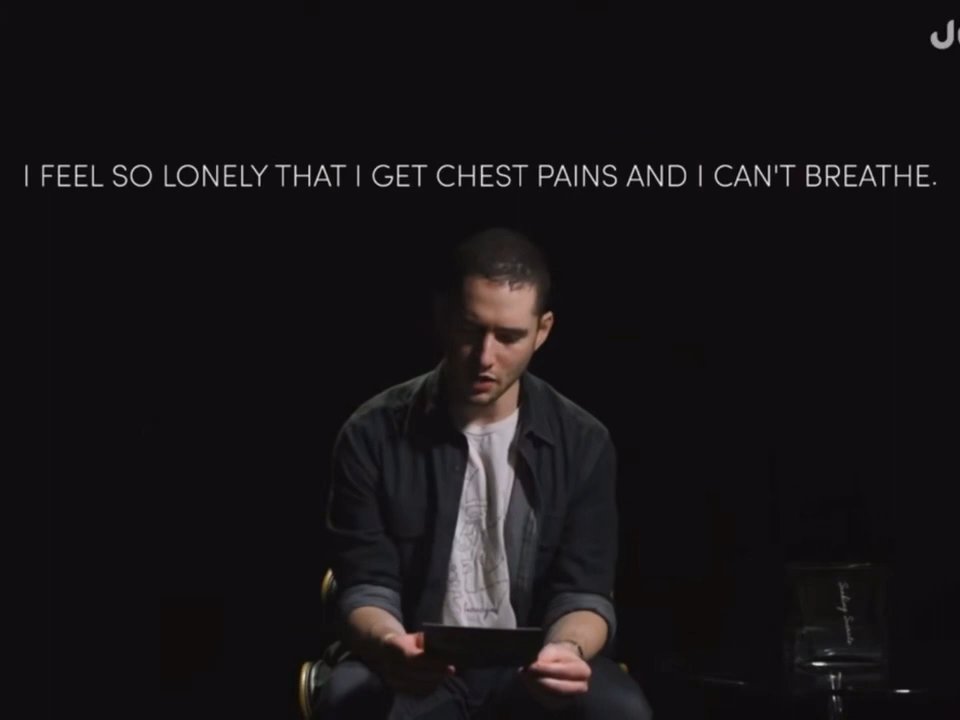 I FEEL SO LONELY THAT I GET CHEST PAINS AND I CAN'T BREATHE.